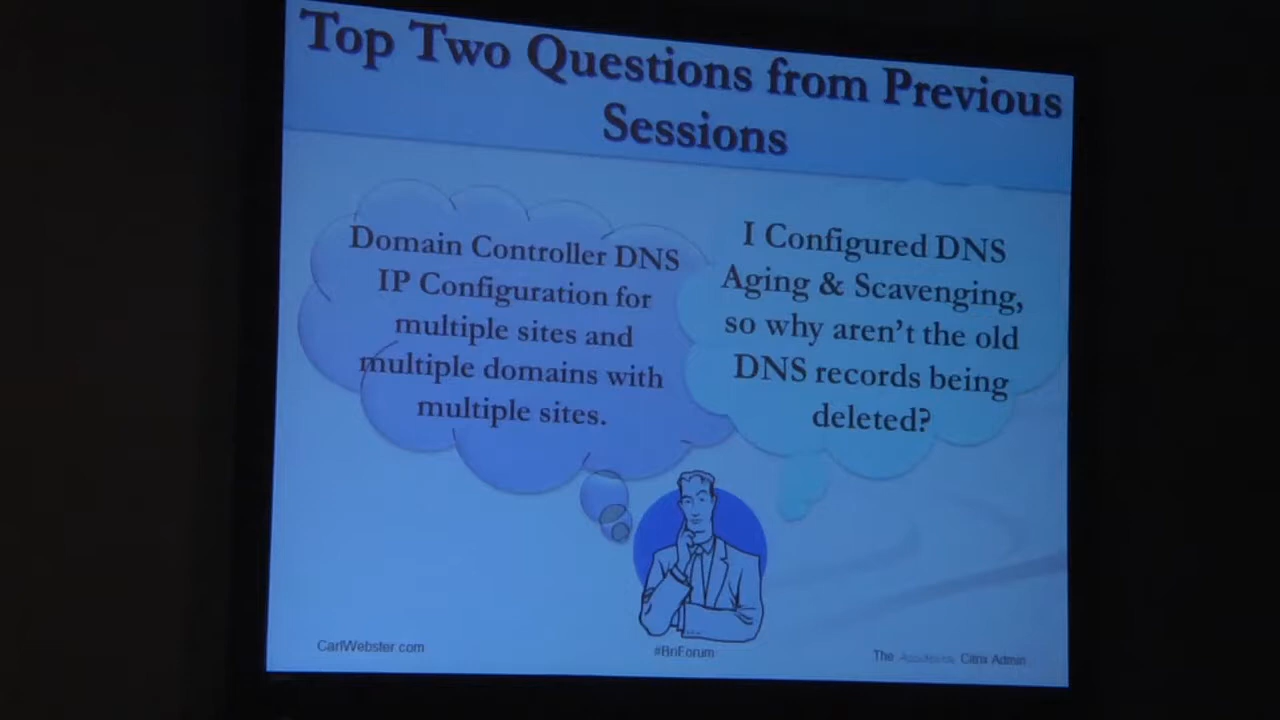 Top Two Questions from Previous
Sessions
Domain Controller DNS
IP Configuration for
multiple sites and
multiple domains with
multiple sites.
I Configured DNS
Aging & Scavenging,
so why aren't the old
DNS records being
deleted?
CarlWebster.com
#BriForum
The Accidental Citrix Admin